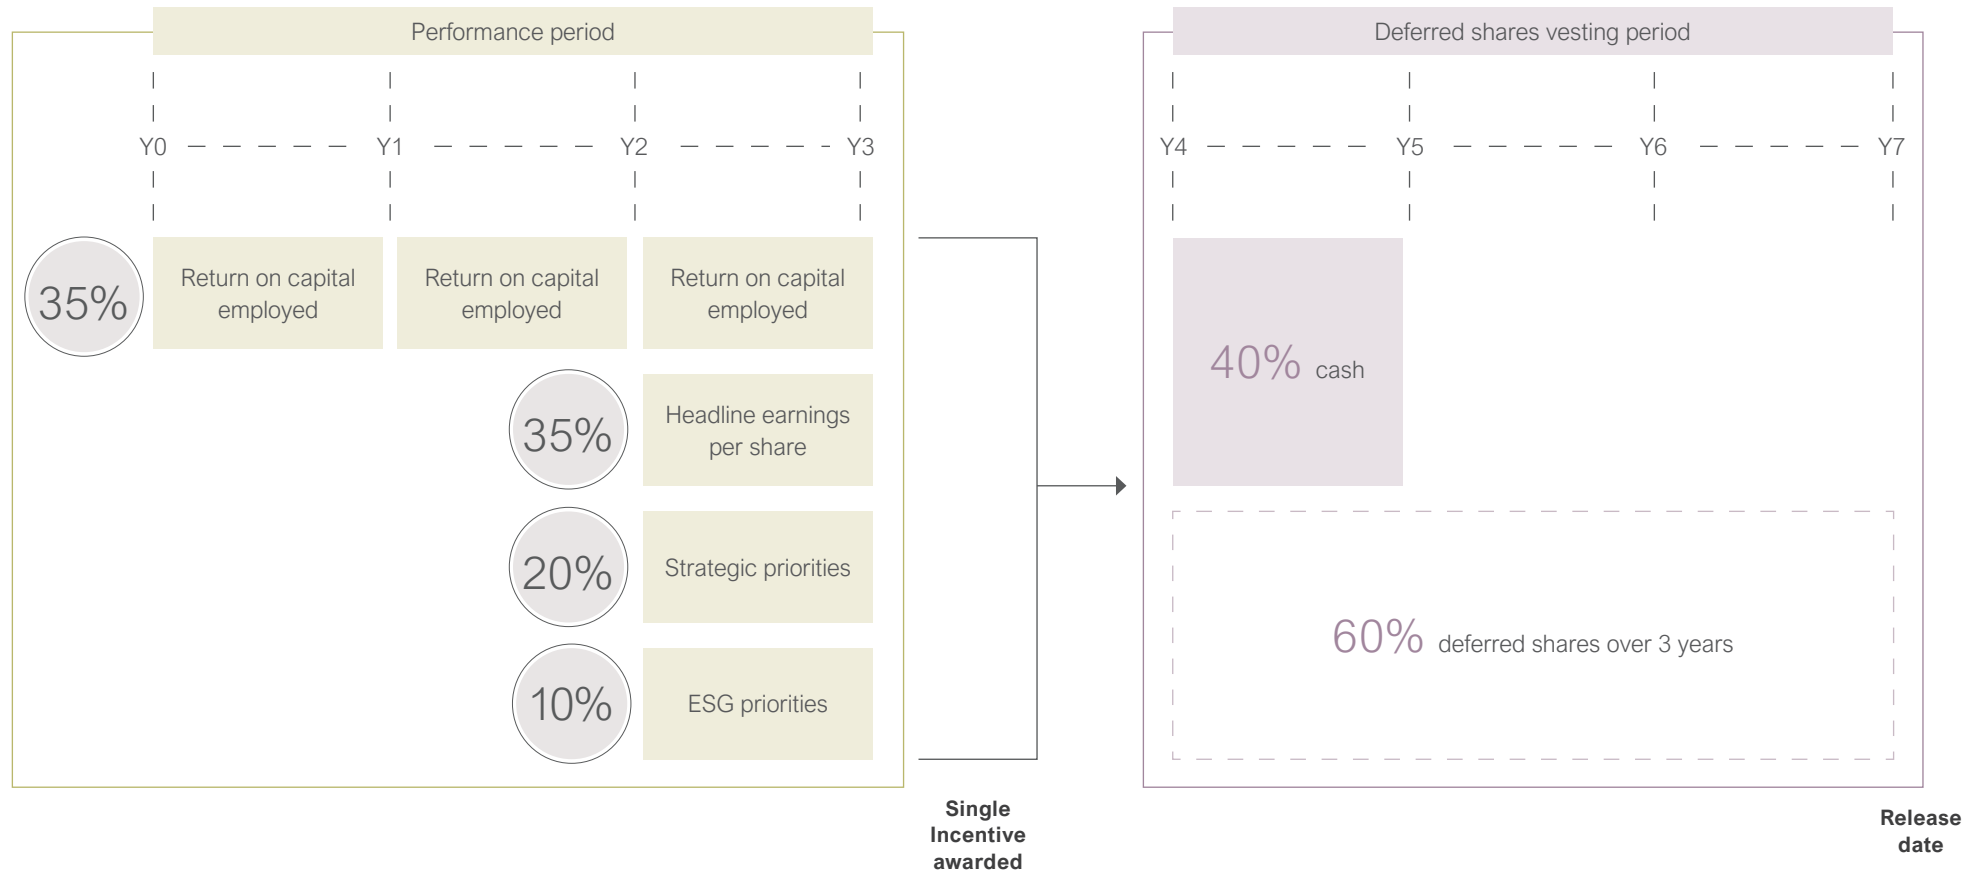 Performance period
Y0 Y1 Y2 Y3
35%
Return on capital
employed
Return on capital
employed
Return on capital
employed
35%
Headline earnings
per share
20%
Strategic priorities
10%
ESG priorities
Single
Incentive
awarded
Deferred shares vesting period
Y4 Y5 Y6 Y7
40% cash
60% deferred shares over 3 years
Release
date